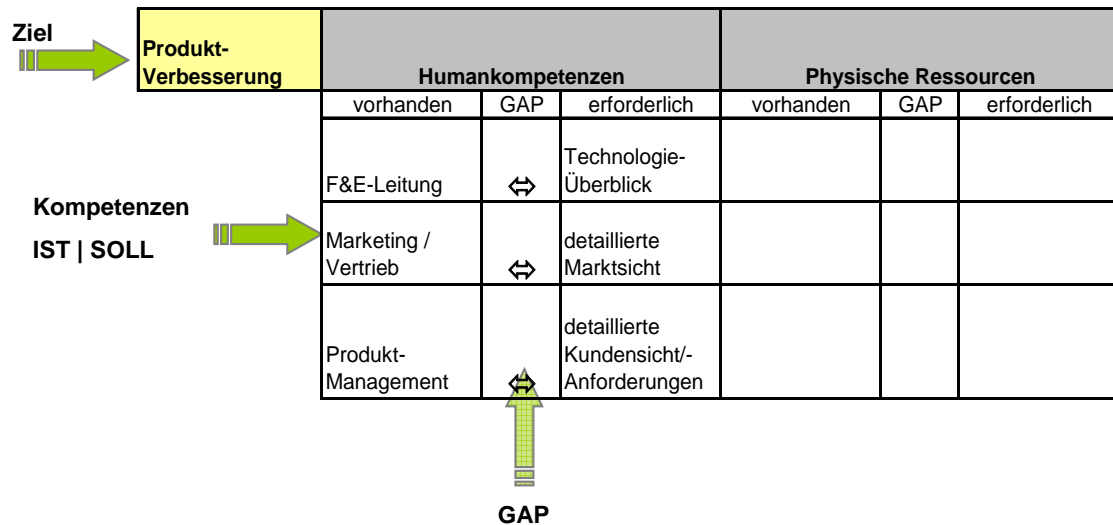 Ziel
Produkt-
Verbesserung
Humankompetenzen
Physische Ressourcen
vorhanden GAP erforderlich vorhanden GAP erforderlich
F&E-Leitung ⇔ Technologie-
Überblick
Kompetenzen
IST | SOLL
Marketing /
Vertrieb ⇔ detaillierte
Marktsicht
Produkt-
Management ⇔ detaillierte
Kundensicht/-
Anforderungen
GAP